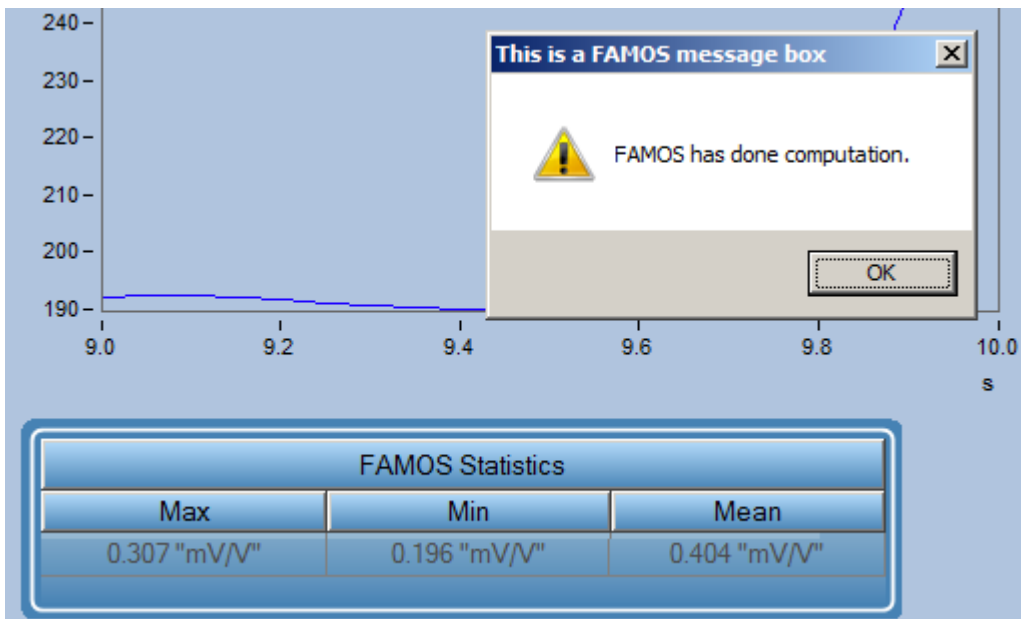 240
This is a FAMOS message box
230
220
FAMOS has done computation.
210
200
OK
190
9.0 9.2 9.4 9.6 9.8 10.0
s
FAMOS Statistics
Max Min Mean
0.307 "mV/V" 0.196 "mV/V" 0.404 "mV/V"